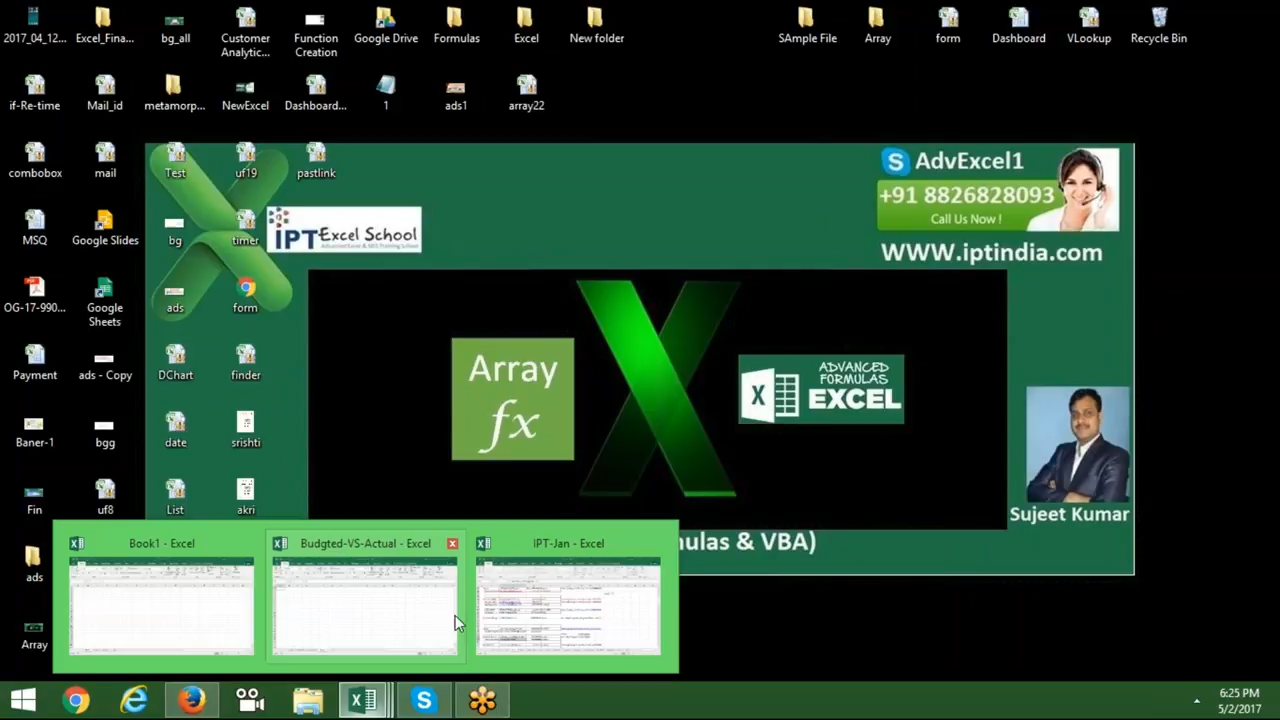 2017_04_12...
Excel_Fina...
bg_all
Customer Analytic...
Function Creation
Google Drive
Formulas
Excel
New folder
SAmple File
Array
form
Dashboard
VLookup
Recycle Bin
if-Re-time
Mail_id
metamorp...
NewExcel
Dashboard...
1
ads1
array22
combobox
mail
Test
uf19
pastlink
AdvExcel1
+91 8826828093
Call Us Now !
WWW.iptindia.com
MSQ
Google Slides
bg
timer
IPT Excel School
OG-17-990...
Google Sheets
ads
form
Array
fx
ADVANCED
FORMULAS
EXCEL
Payment
ads - Copy
DChart
finder
Baner-1
bgg
date
srishti
Fin
uf8
List
akri
Sujeet Kumar
ulas & VBA)
ads
Array
Book1 - Excel
Budgted-VS-Actual - Excel
IPT-Jan - Excel
6:25 PM
5/2/2017